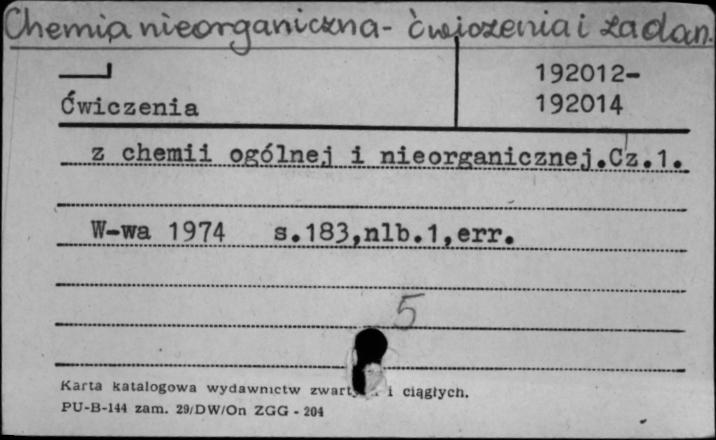 Chemia nieorganiczna - ćwiczenia i zadan.
192012-
Ćwiczenia 192014
z chemii ogólnej i nieorganicznej.Cz.1.
W-wa 1974 s.183,nlb.1,err.
5
Karta katalogowa wydawnictw i ciągłych.
PU-B-144 zam. 29/DW/On ZGG - 204